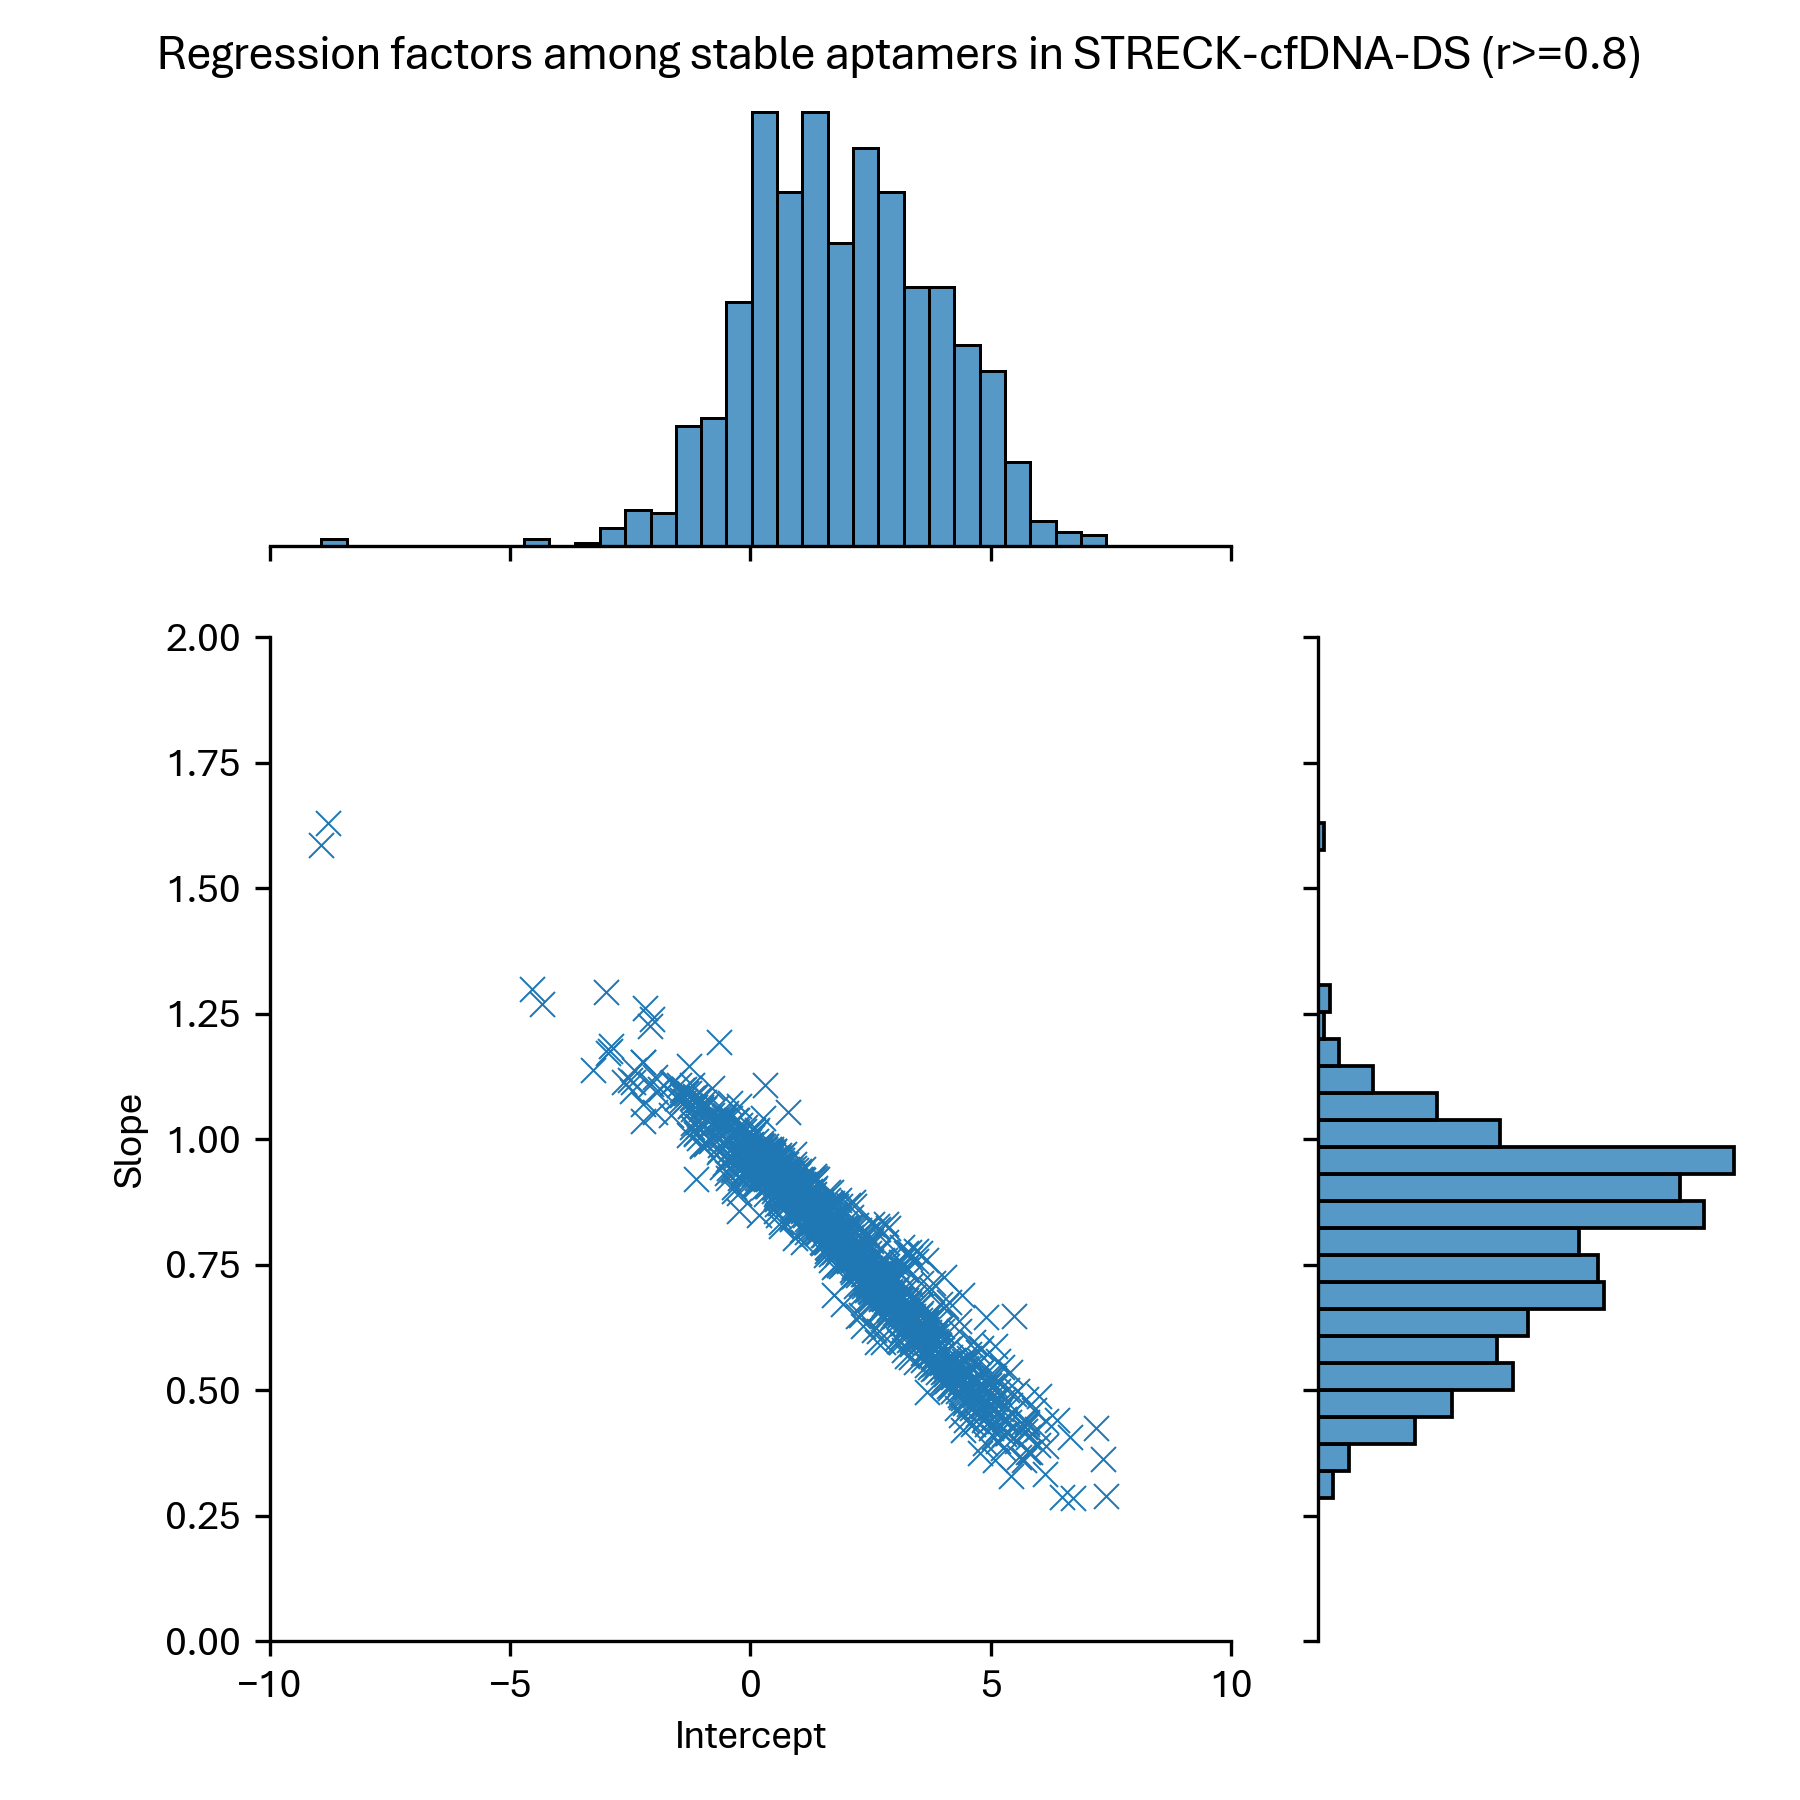 Regression factors among stable aptamers in STRECK-cfDNA-DS (r>=0.8)
2.00
1.75
1.50
1.25
1.00
0.75
0.50
0.25
0.00
Slope
−10 −5 0 5 10
Intercept